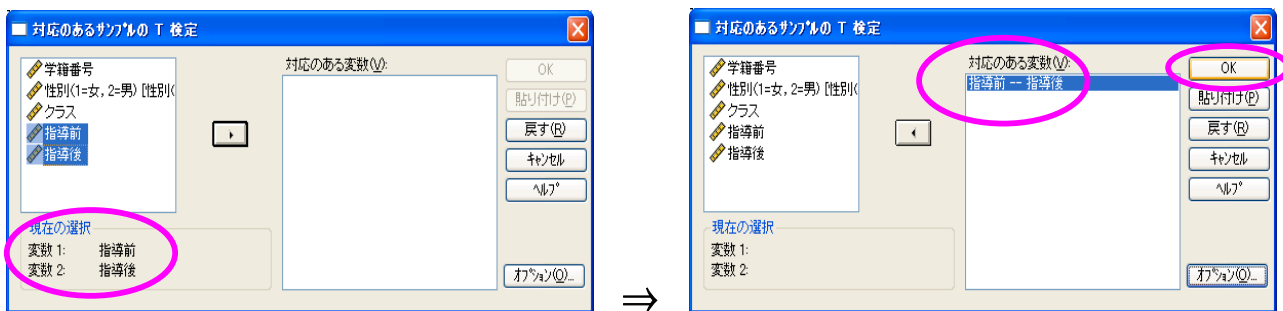 対応のあるサンプルの T 検定
学籍番号
性別(1=女, 2=男) [性別(
クラス
指導前
指導後
対応のある変数(V):
OK
貼り付け(P)
戻す(R)
キャンセル
ヘルプ
現在の選択
変数 1: 指導前
変数 2: 指導後
オプション(O)...
⇒
対応のあるサンプルの T 検定
学籍番号
性別(1=女, 2=男) [性別(
クラス
指導前
指導後
対応のある変数(V):
指導前 -- 指導後
OK
貼り付け(P)
戻す(R)
キャンセル
ヘルプ
現在の選択
変数 1:
変数 2:
オプション(O)...